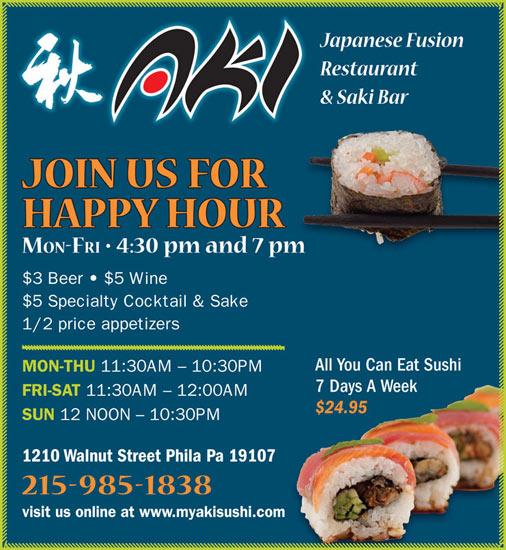 秋 AKI
Japanese Fusion
Restaurant
& Saki Bar
JOIN US FOR
HAPPY HOUR
MON-FRI • 4:30 pm and 7 pm
$3 Beer • $5 Wine
$5 Specialty Cocktail & Sake
1/2 price appetizers
MON-THU 11:30AM – 10:30PM
FRI-SAT 11:30AM – 12:00AM
SUN 12 NOON – 10:30PM
All You Can Eat Sushi
7 Days A Week
$24.95
1210 Walnut Street Phila Pa 19107
215-985-1838
visit us online at www.myakisushi.com